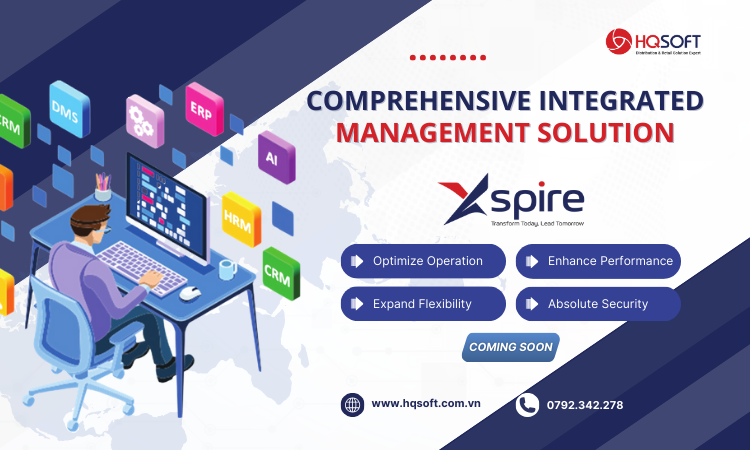 HQSOFT
Distribution & Retail Solution Expert
COMPREHENSIVE INTEGRATED
MANAGEMENT SOLUTION
Xspire
Transform Today, Lead Tomorrow
Optimize Operation
Enhance Performance
Expand Flexibility
Absolute Security
COMING SOON
www.hqsoft.com.vn
0792.342.278
CRM
DMS
ERP
AI
HRM
CRM